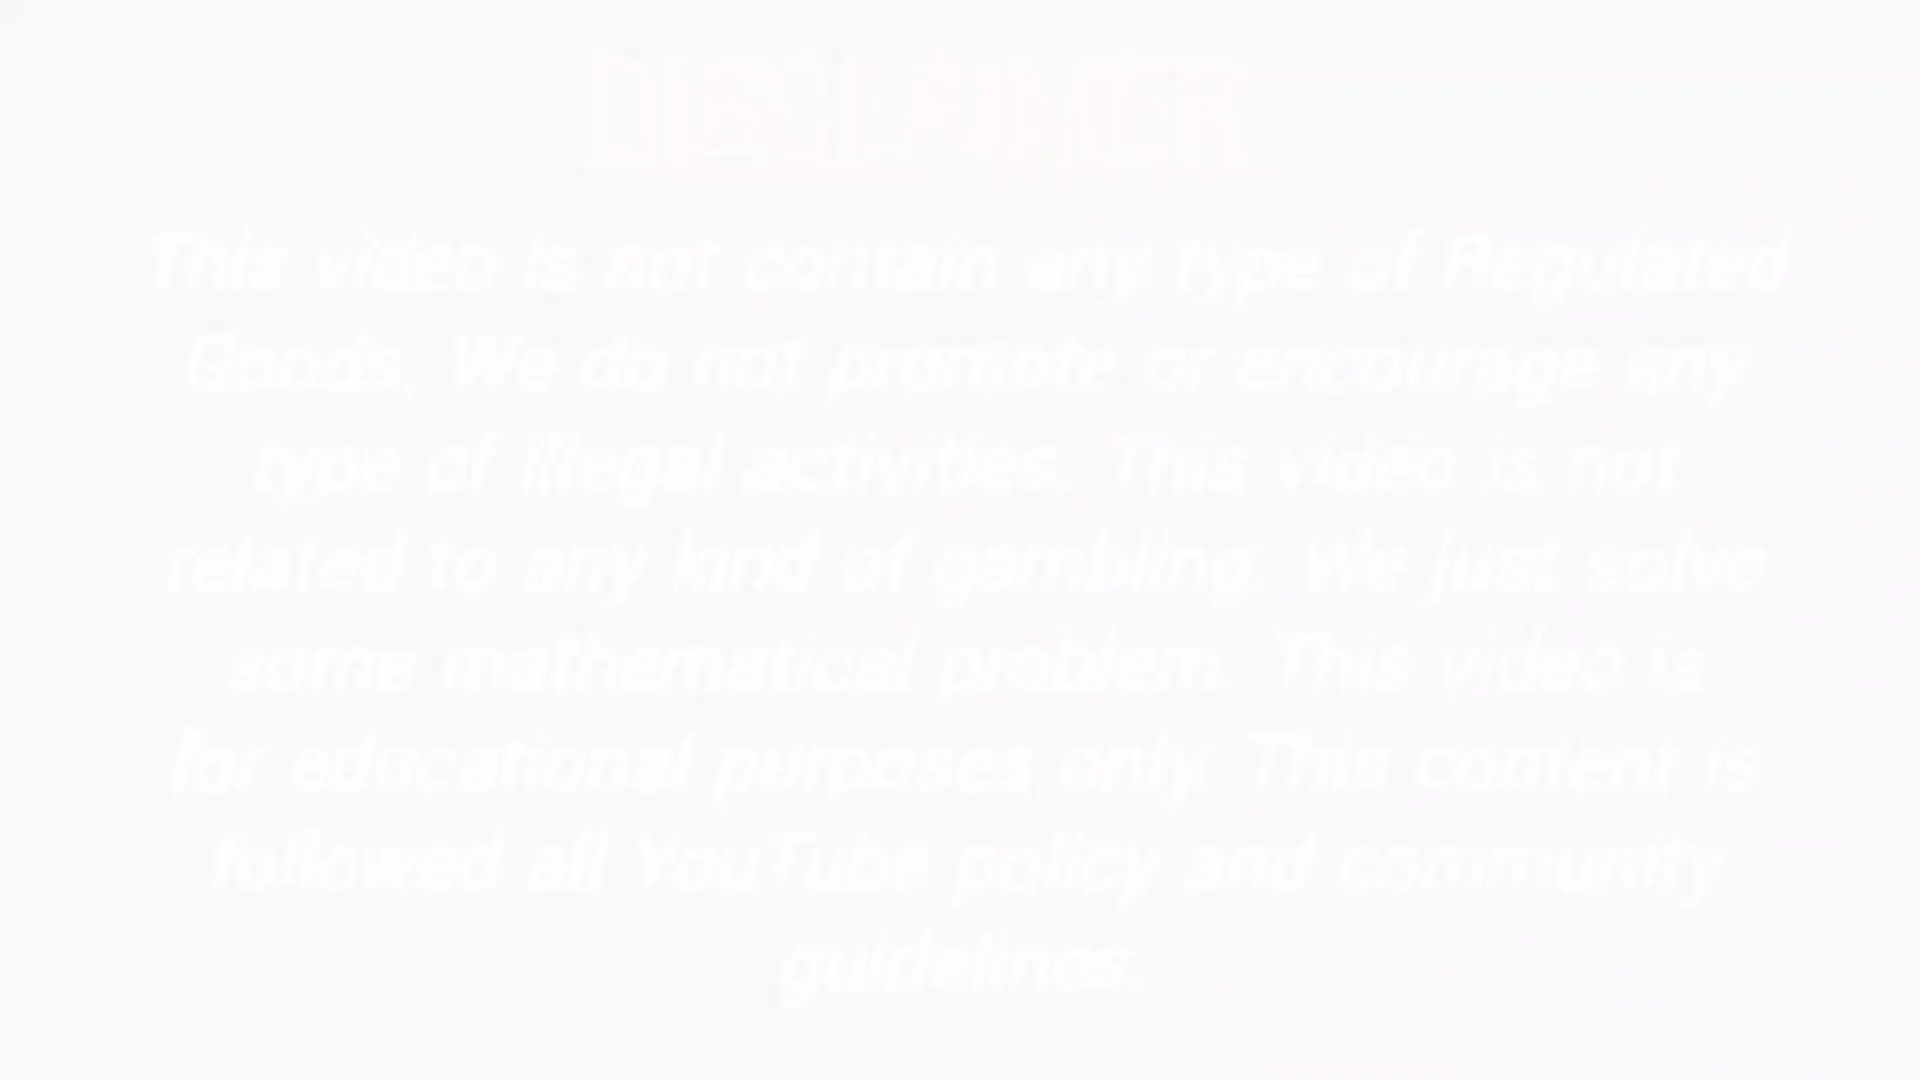 DISCLAIMER
This video is not contain any type of Regulated
Goods. We do not promote or encourage any
type of illegal activities. This video is not
related to any kind of gambling. We just solve
some mathematical problem. This video is
for educational purposes only. This content is
followed all YouTube policy and community
guidelines.